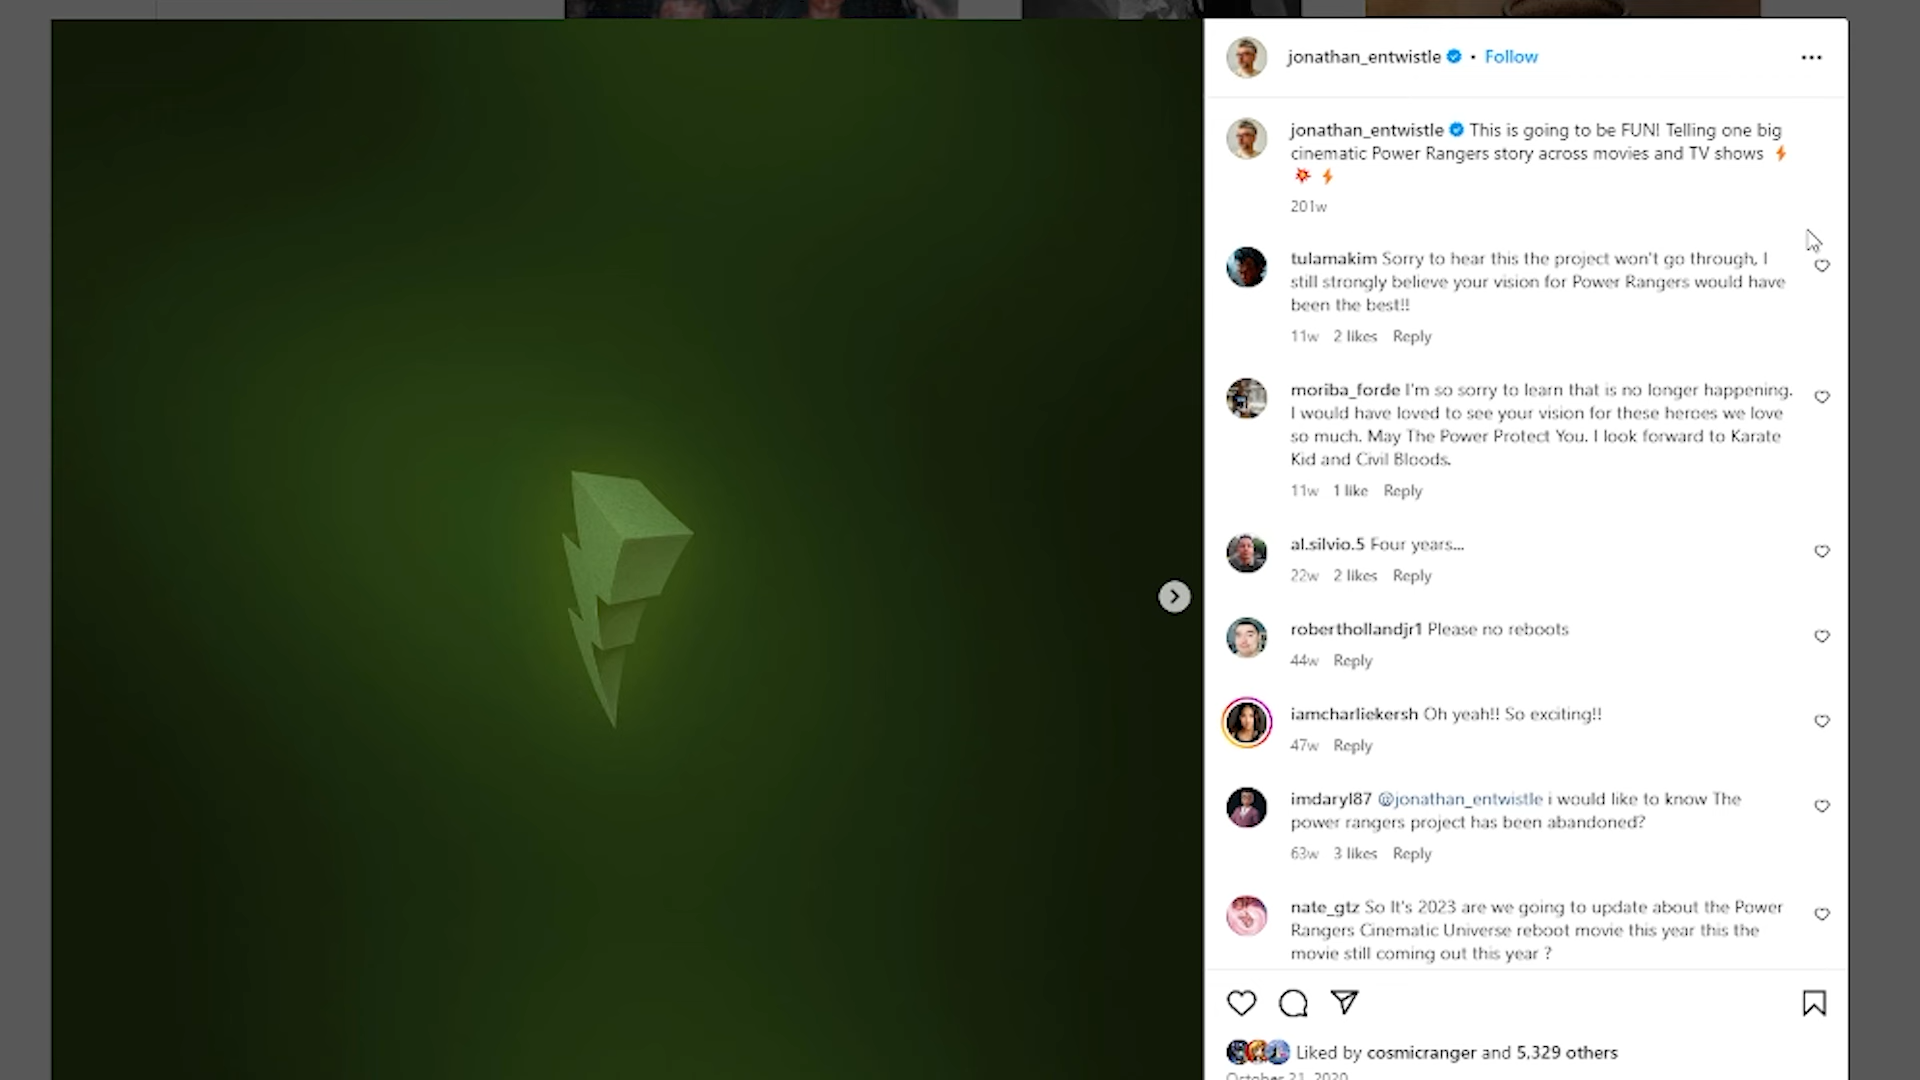 jonathan_entwistle • Follow
jonathan_entwistle This is going to be FUN! Telling one big
cinematic Power Rangers story across movies and TV shows ⚡
💥 ⚡
201w
tulamakim Sorry to hear this the project won't go through, I
still strongly believe your vision for Power Rangers would have
been the best!!
11w 2 likes Reply
moriba_forde I'm so sorry to learn that is no longer happening.
I would have loved to see your vision for these heroes we love
so much. May The Power Protect You. I look forward to Karate
Kid and Civil Bloods.
11w 1 like Reply
al.silvio.5 Four years...
22w 2 likes Reply
roberthollandjr1 Please no reboots
44w Reply
iamcharliekersh Oh yeah!! So exciting!!
47w Reply
imdaryl87 @jonathan_entwistle i would like to know The
power rangers project has been abandoned?
63w 3 likes Reply
nate_gtz So It's 2023 are we going to update about the Power
Rangers Cinematic Universe reboot movie this year this the
movie still coming out this year ?
Liked by cosmicranger and 5,329 others
October 21, 2020